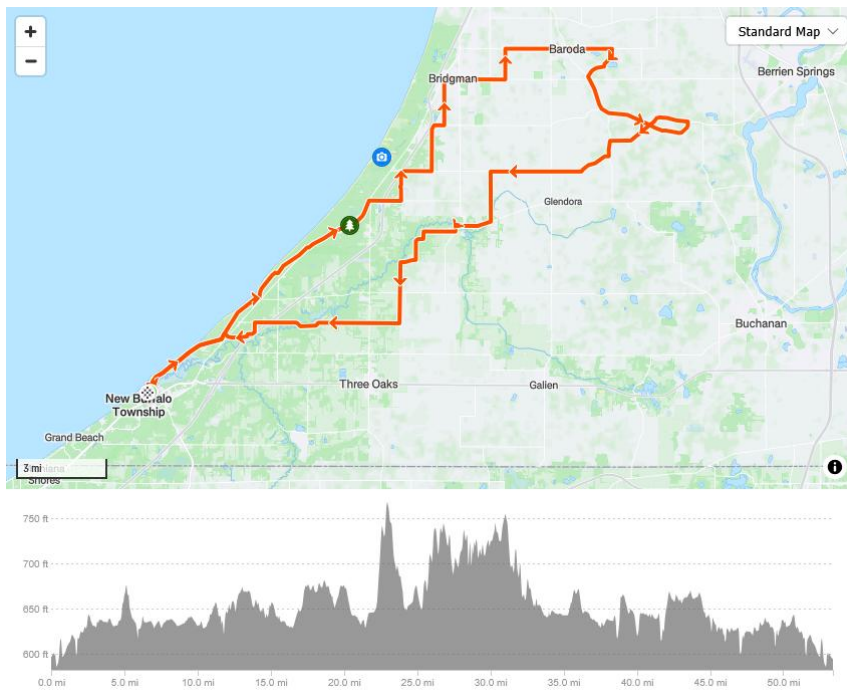 +
−
Standard Map
Baroda
Bridgman
Berrien Springs
Glendora
Buchanan
Three Oaks
Galien
New Buffalo
Township
Grand Beach
3 mi
Shores
750 ft
700 ft
650 ft
600 ft
0.0 mi
5.0 mi
10.0 mi
15.0 mi
20.0 mi
25.0 mi
30.0 mi
35.0 mi
40.0 mi
45.0 mi
50.0 mi